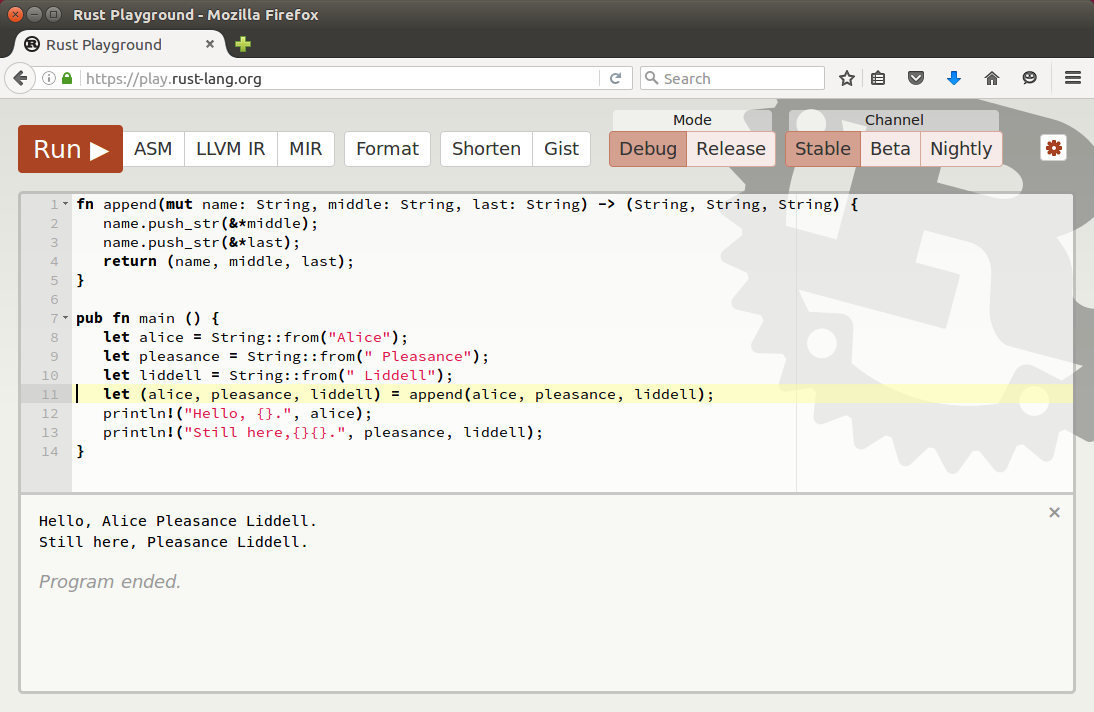 Rust Playground - Mozilla Firefox
Rust Playground
https://play.rust-lang.org
Search
Mode
Channel
Run ▶ ASM LLVM IR MIR Format Shorten Gist Debug Release Stable Beta Nightly
1 fn append(mut name: String, middle: String, last: String) -> (String, String, String) {
2    name.push_str(&*middle);
3    name.push_str(&*last);
4    return (name, middle, last);
5 }
6
7 pub fn main () {
8    let alice = String::from("Alice");
9    let pleasance = String::from(" Pleasance");
10    let liddell = String::from(" Liddell");
11    let (alice, pleasance, liddell) = append(alice, pleasance, liddell);
12    println!("Hello, {}.", alice);
13    println!("Still here,{}{}.", pleasance, liddell);
14 }
Hello, Alice Pleasance Liddell.
Still here, Pleasance Liddell.
Program ended.